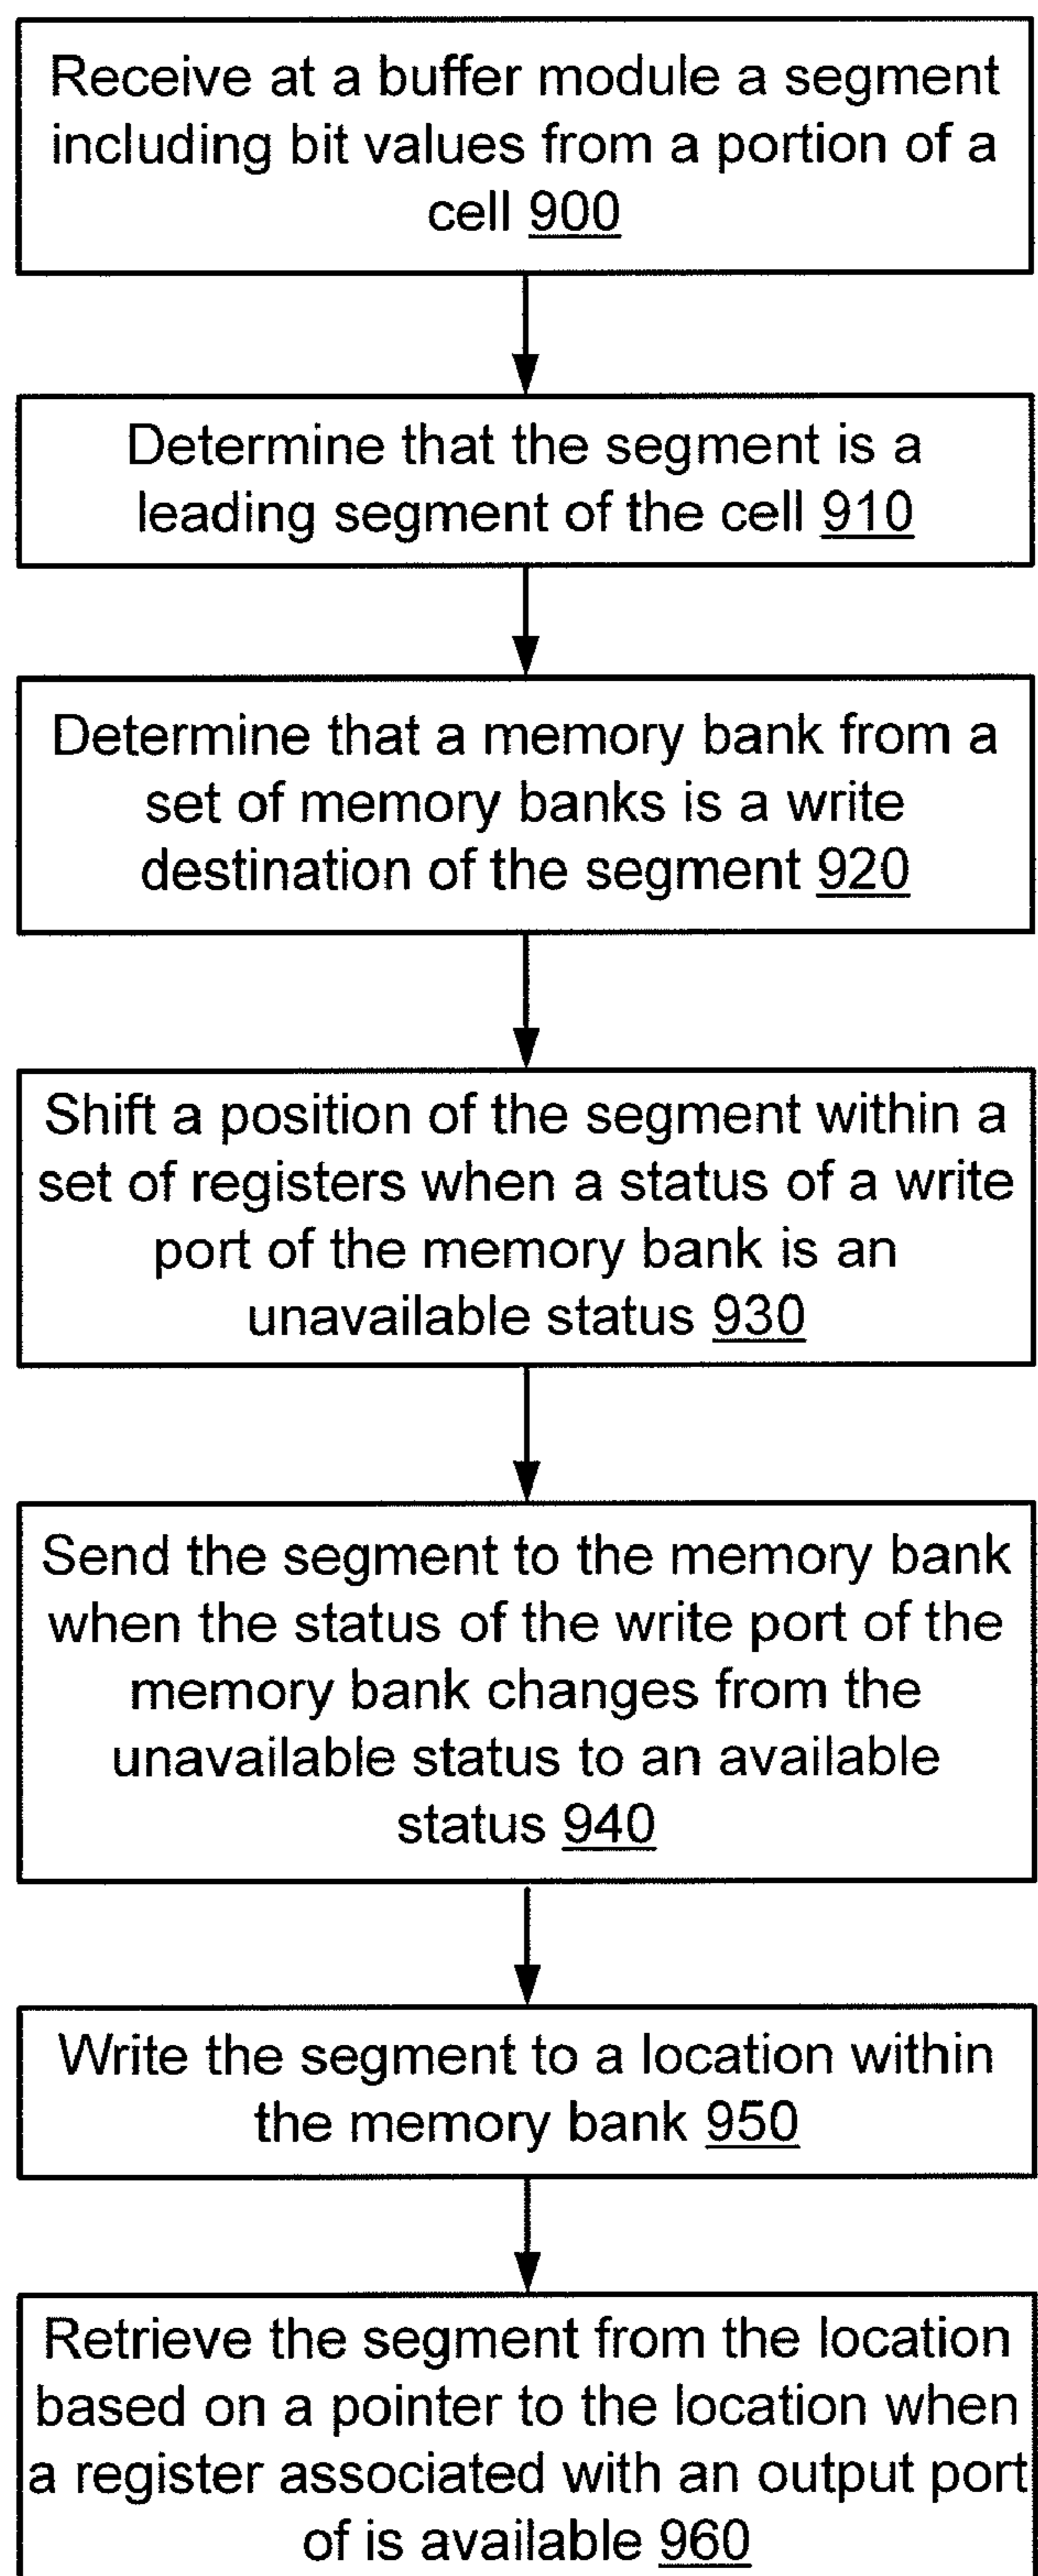 Receive at a buffer module a segment
including bit values from a portion of a
cell 900
Determine that the segment is a
leading segment of the cell 910
Determine that a memory bank from a
set of memory banks is a write
destination of the segment 920
Shift a position of the segment within a
set of registers when a status of a write
port of the memory bank is an
unavailable status 930
Send the segment to the memory bank
when the status of the write port of the
memory bank changes from the
unavailable status to an available
status 940
Write the segment to a location within
the memory bank 950
Retrieve the segment from the location
based on a pointer to the location when
a register associated with an output port
of is available 960